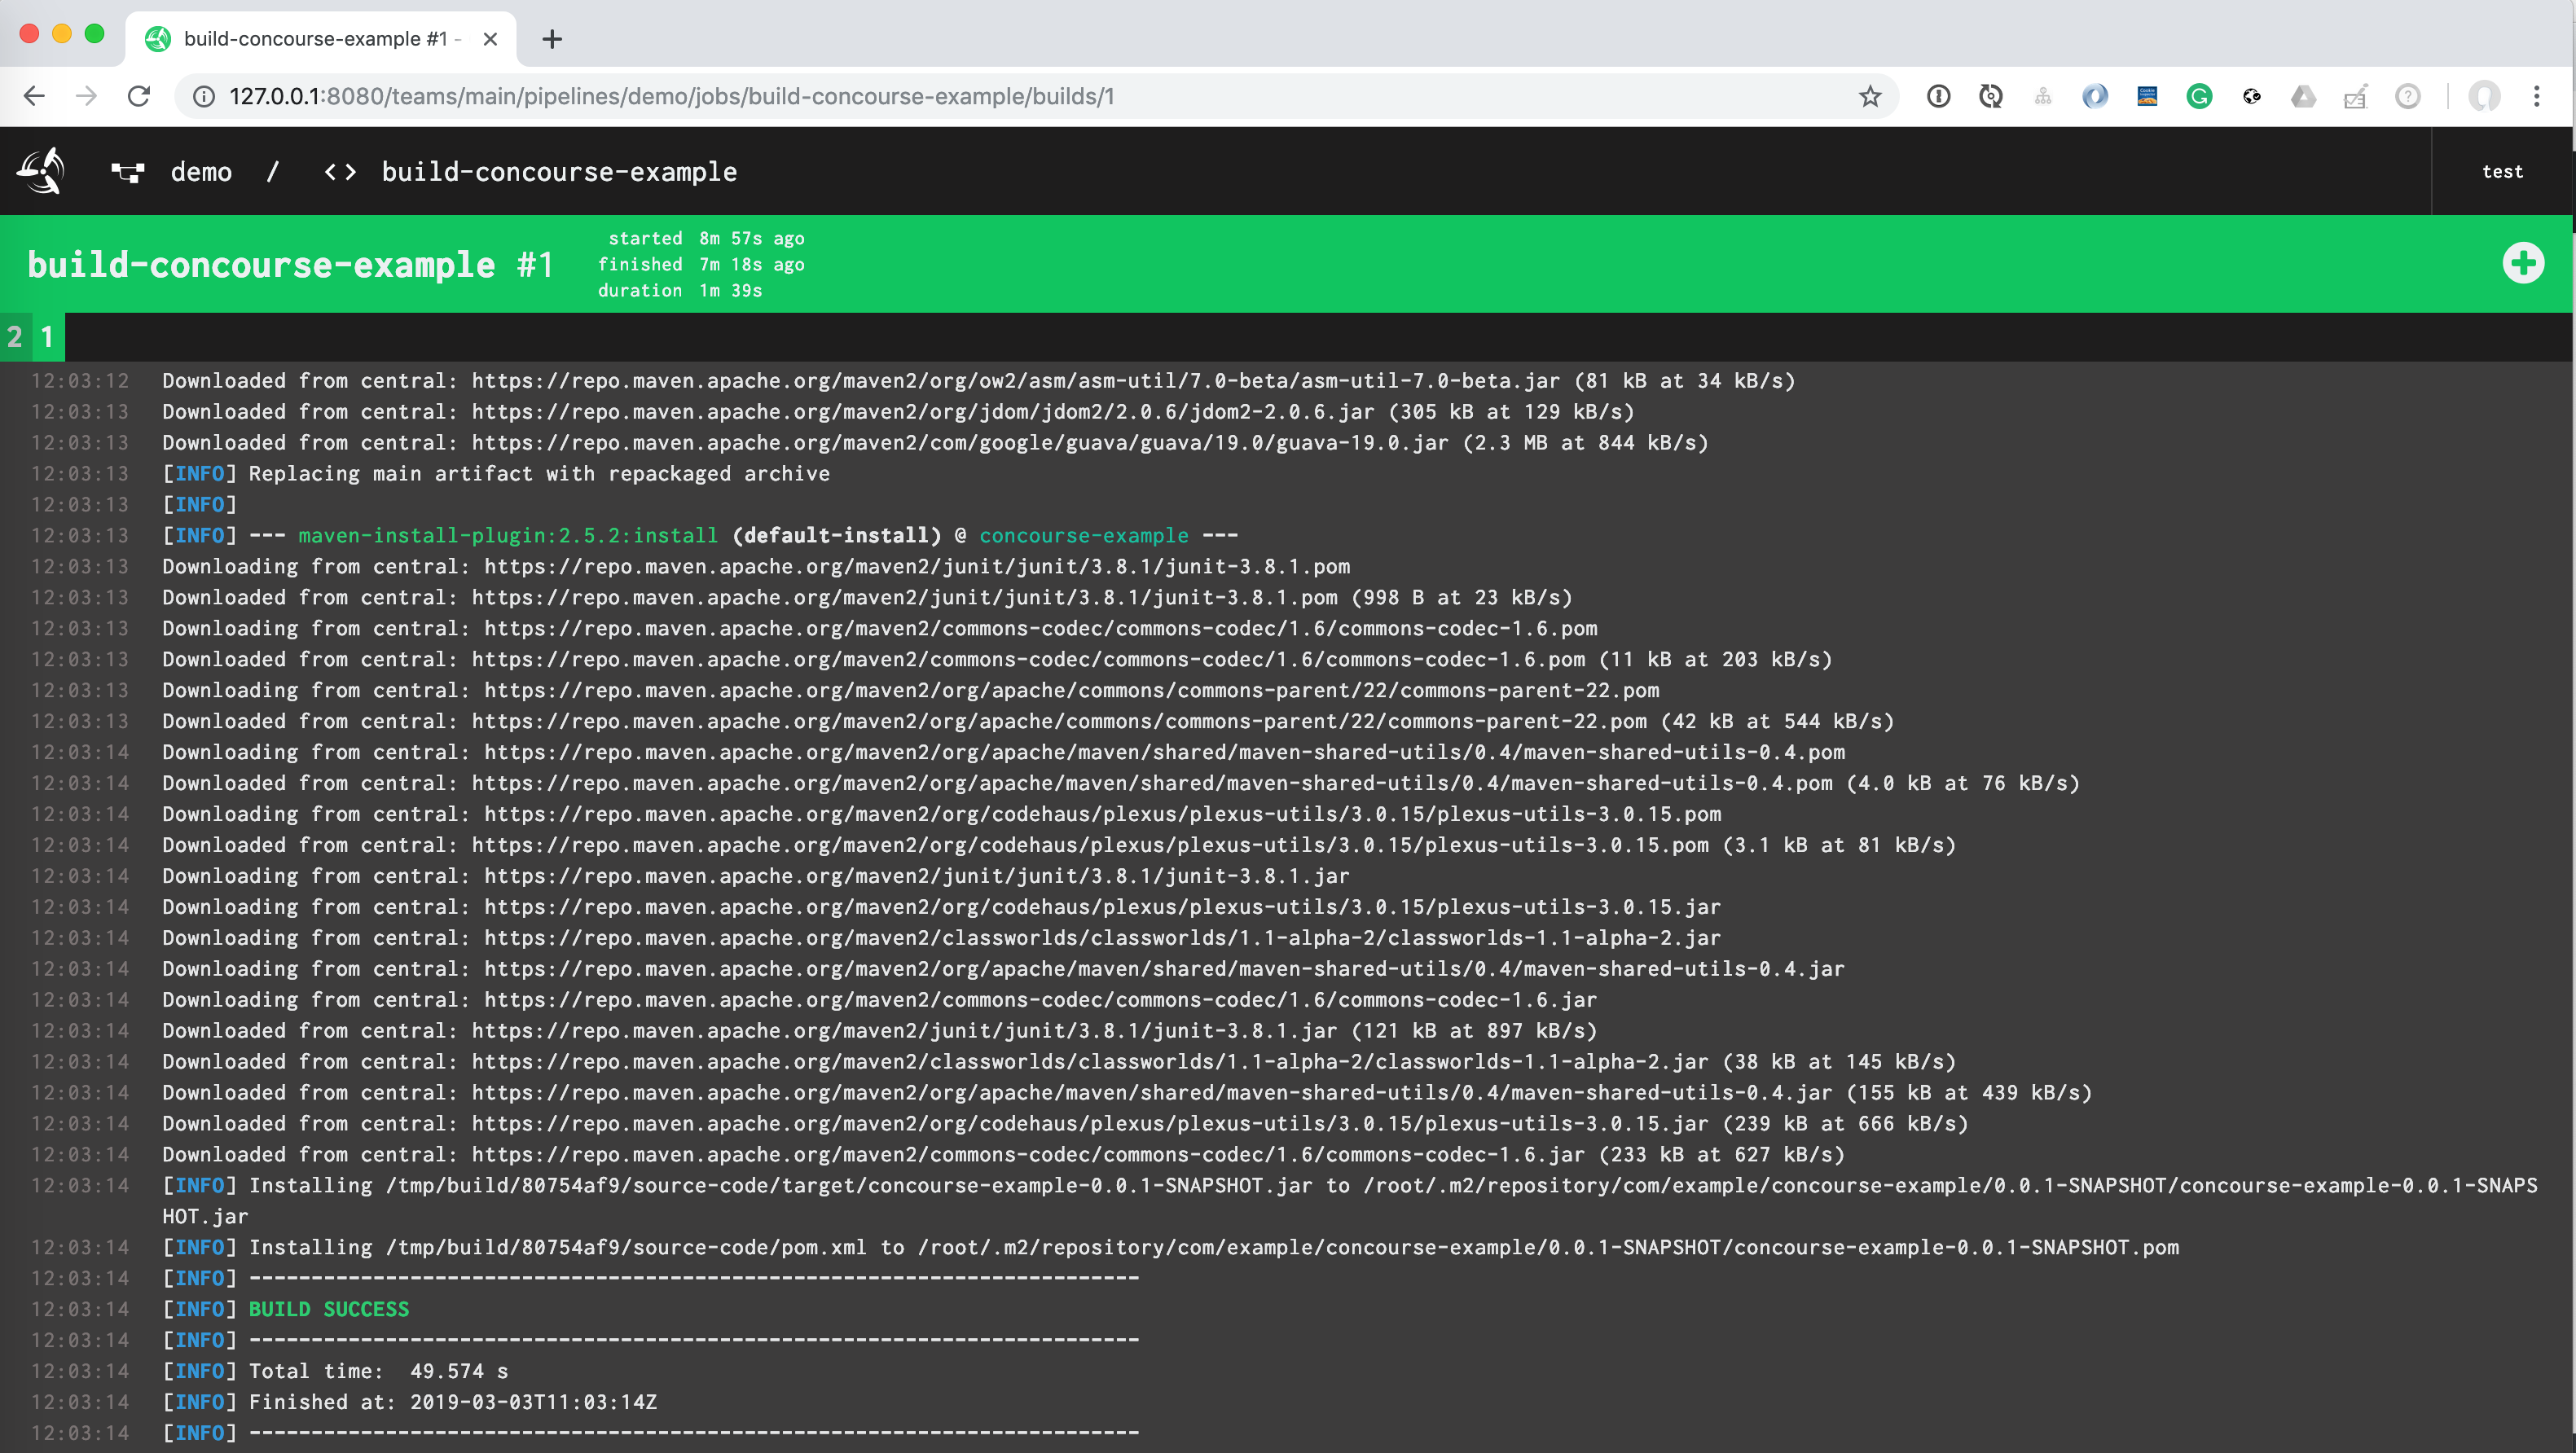 build-concourse-example #1 -
127.0.0.1:8080/teams/main/pipelines/demo/jobs/build-concourse-example/builds/1
demo / <> build-concourse-example
test
build-concourse-example #1
started 8m 57s ago
finished 7m 18s ago
duration 1m 39s
2 1
12:03:12 Downloaded from central: https://repo.maven.apache.org/maven2/org/ow2/asm/asm-util/7.0-beta/asm-util-7.0-beta.jar (81 kB at 34 kB/s)
12:03:13 Downloaded from central: https://repo.maven.apache.org/maven2/org/jdom/jdom2/2.0.6/jdom2-2.0.6.jar (305 kB at 129 kB/s)
12:03:13 Downloaded from central: https://repo.maven.apache.org/maven2/com/google/guava/guava/19.0/guava-19.0.jar (2.3 MB at 844 kB/s)
12:03:13 [INFO] Replacing main artifact with repackaged archive
12:03:13 [INFO]
12:03:13 [INFO] --- maven-install-plugin:2.5.2:install (default-install) @ concourse-example ---
12:03:13 Downloading from central: https://repo.maven.apache.org/maven2/junit/junit/3.8.1/junit-3.8.1.pom
12:03:13 Downloaded from central: https://repo.maven.apache.org/maven2/junit/junit/3.8.1/junit-3.8.1.pom (998 B at 23 kB/s)
12:03:13 Downloading from central: https://repo.maven.apache.org/maven2/commons-codec/commons-codec/1.6/commons-codec-1.6.pom
12:03:13 Downloaded from central: https://repo.maven.apache.org/maven2/commons-codec/commons-codec/1.6/commons-codec-1.6.pom (11 kB at 203 kB/s)
12:03:13 Downloading from central: https://repo.maven.apache.org/maven2/org/apache/commons/commons-parent/22/commons-parent-22.pom
12:03:13 Downloaded from central: https://repo.maven.apache.org/maven2/org/apache/commons/commons-parent/22/commons-parent-22.pom (42 kB at 544 kB/s)
12:03:14 Downloading from central: https://repo.maven.apache.org/maven2/org/apache/maven/shared/maven-shared-utils/0.4/maven-shared-utils-0.4.pom
12:03:14 Downloaded from central: https://repo.maven.apache.org/maven2/org/apache/maven/shared/maven-shared-utils/0.4/maven-shared-utils-0.4.pom (4.0 kB at 76 kB/s)
12:03:14 Downloading from central: https://repo.maven.apache.org/maven2/org/codehaus/plexus/plexus-utils/3.0.15/plexus-utils-3.0.15.pom
12:03:14 Downloaded from central: https://repo.maven.apache.org/maven2/org/codehaus/plexus/plexus-utils/3.0.15/plexus-utils-3.0.15.pom (3.1 kB at 81 kB/s)
12:03:14 Downloading from central: https://repo.maven.apache.org/maven2/junit/junit/3.8.1/junit-3.8.1.jar
12:03:14 Downloading from central: https://repo.maven.apache.org/maven2/org/codehaus/plexus/plexus-utils/3.0.15/plexus-utils-3.0.15.jar
12:03:14 Downloading from central: https://repo.maven.apache.org/maven2/classworlds/classworlds/1.1-alpha-2/classworlds-1.1-alpha-2.jar
12:03:14 Downloading from central: https://repo.maven.apache.org/maven2/org/apache/maven/shared/maven-shared-utils/0.4/maven-shared-utils-0.4.jar
12:03:14 Downloading from central: https://repo.maven.apache.org/maven2/commons-codec/commons-codec/1.6/commons-codec-1.6.jar
12:03:14 Downloaded from central: https://repo.maven.apache.org/maven2/junit/junit/3.8.1/junit-3.8.1.jar (121 kB at 897 kB/s)
12:03:14 Downloaded from central: https://repo.maven.apache.org/maven2/classworlds/classworlds/1.1-alpha-2/classworlds-1.1-alpha-2.jar (38 kB at 145 kB/s)
12:03:14 Downloaded from central: https://repo.maven.apache.org/maven2/org/apache/maven/shared/maven-shared-utils/0.4/maven-shared-utils-0.4.jar (155 kB at 439 kB/s)
12:03:14 Downloaded from central: https://repo.maven.apache.org/maven2/org/codehaus/plexus/plexus-utils/3.0.15/plexus-utils-3.0.15.jar (239 kB at 666 kB/s)
12:03:14 Downloaded from central: https://repo.maven.apache.org/maven2/commons-codec/commons-codec/1.6/commons-codec-1.6.jar (233 kB at 627 kB/s)
12:03:14 [INFO] Installing /tmp/build/80754af9/source-code/target/concourse-example-0.0.1-SNAPSHOT.jar to /root/.m2/repository/com/example/concourse-example/0.0.1-SNAPSHOT/concourse-example-0.0.1-SNAPS
HOT.jar
12:03:14 [INFO] Installing /tmp/build/80754af9/source-code/pom.xml to /root/.m2/repository/com/example/concourse-example/0.0.1-SNAPSHOT/concourse-example-0.0.1-SNAPSHOT.pom
12:03:14 [INFO] ------------------------------------------------------------------------
12:03:14 [INFO] BUILD SUCCESS
12:03:14 [INFO] ------------------------------------------------------------------------
12:03:14 [INFO] Total time:  49.574 s
12:03:14 [INFO] Finished at: 2019-03-03T11:03:14Z
12:03:14 [INFO] ------------------------------------------------------------------------